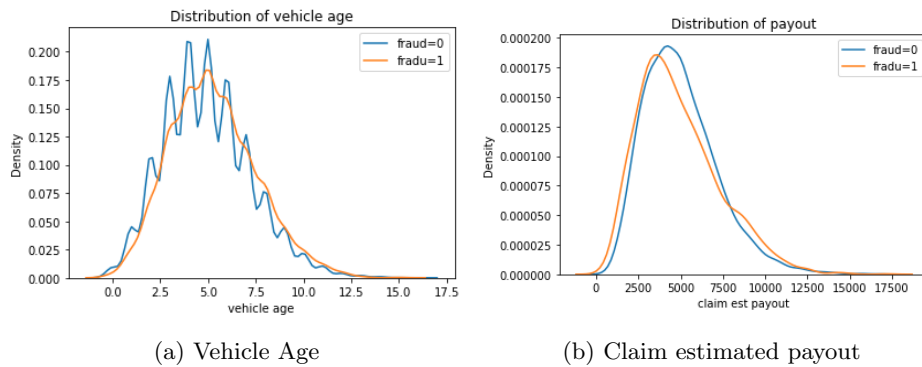 Distribution of vehicle age
fraud=0
fradu=1
0.200
0.175
0.150
0.125
0.100
0.075
0.050
0.025
0.000
Density
0.0 2.5 5.0 7.5 10.0 12.5 15.0 17.5
vehicle age
(a) Vehicle Age
Distribution of payout
fraud=0
fradu=1
0.000200
0.000175
0.000150
0.000125
0.000100
0.000075
0.000050
0.000025
0.000000
Density
0 2500 5000 7500 10000 12500 15000 17500
claim est payout
(b) Claim estimated payout